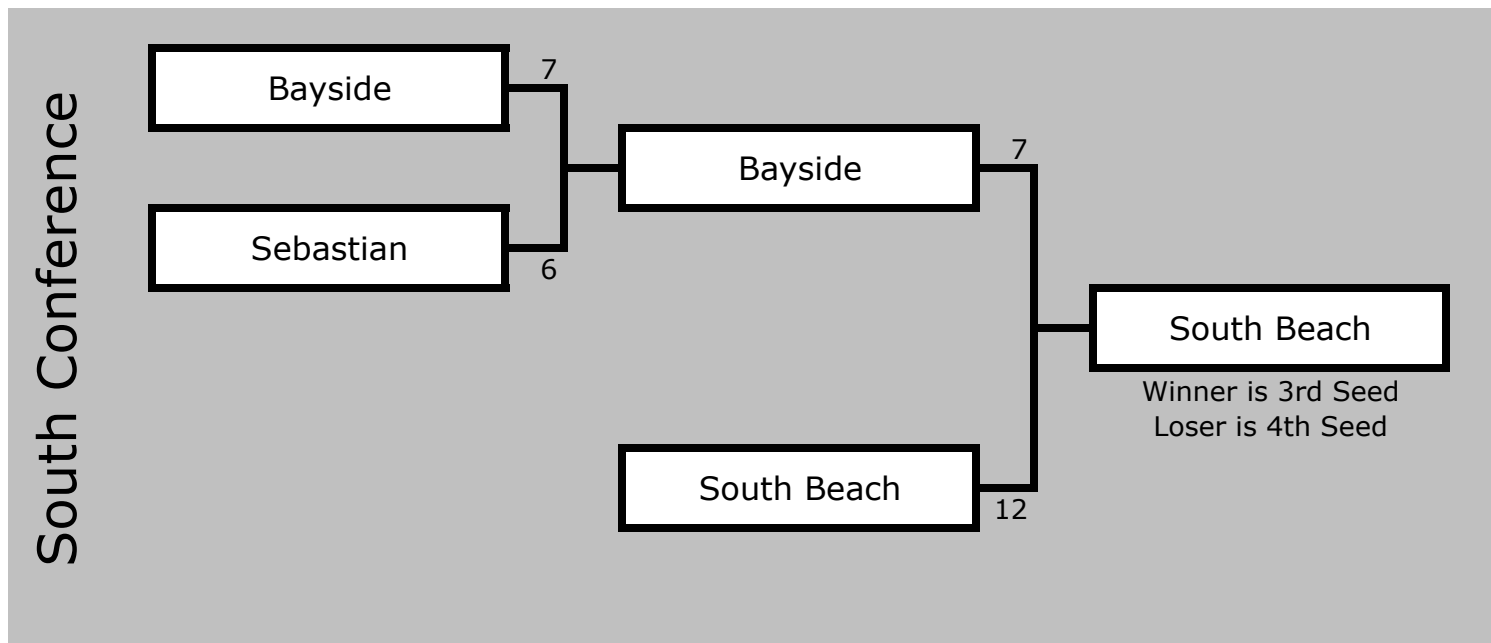 South Conference
Bayside
7
Sebastian
6
Bayside
7
South Beach
12
South Beach
Winner is 3rd Seed
Loser is 4th Seed